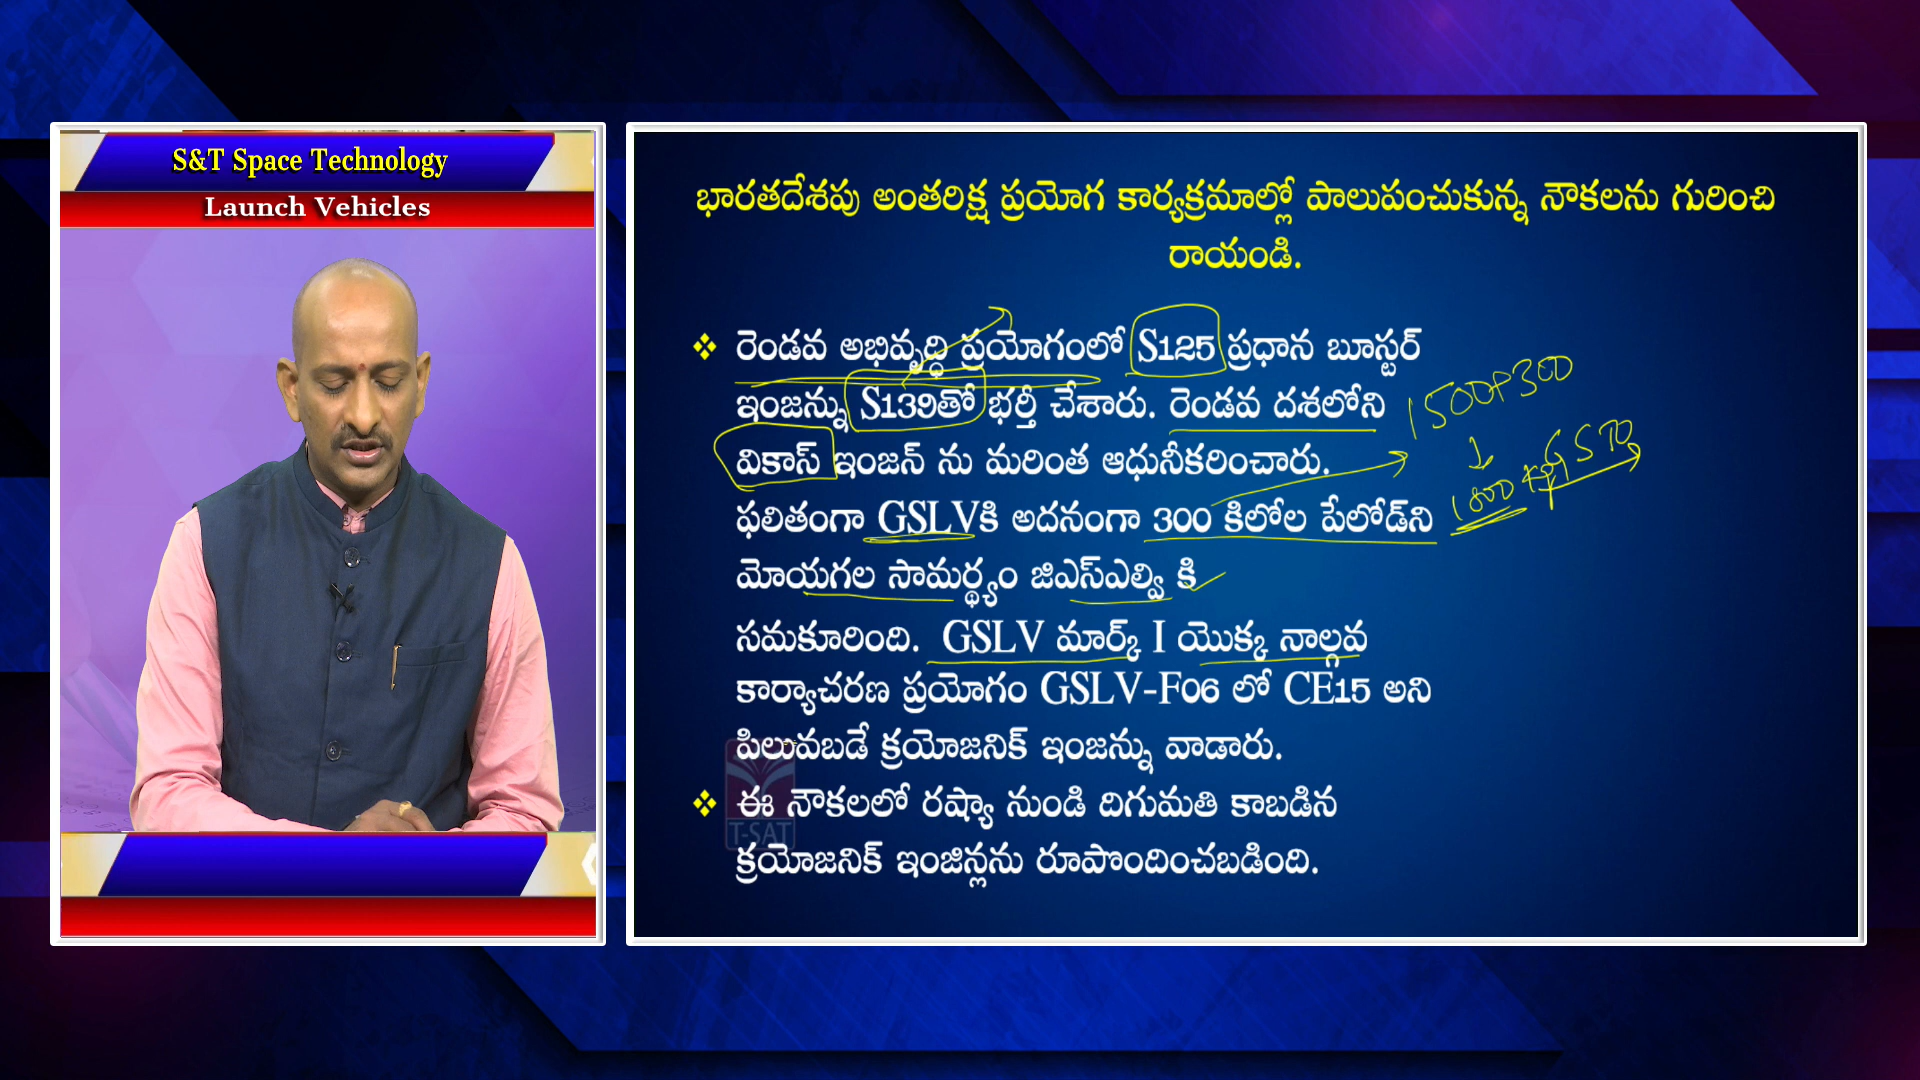 S&T Space Technology
Launch Vehicles
భారతదేశపు అంతరిక్ష ప్రయోగ కార్యక్రమాల్లో పాలుపంచుకున్న నౌకలను గురించి
రాయండి.
❖ రెండవ అభివృద్ధి ప్రయోగంలో S125 ప్రధాన బూస్టర్
ఇంజన్ను S139తో భర్తీ చేశారు. రెండవ దశలోని
వికాస్ ఇంజన్ ను మరింత ఆధునీకరించారు.
ఫలితంగా GSLVకి అదనంగా 300 కిలోల పేలోడ్‌ని
మోయగల సామర్థ్యం జిఎస్ఎల్వి కి
సమకూరింది. GSLV మార్క్ I యొక్క నాల్గవ
కార్యాచరణ ప్రయోగం GSLV-F06 లో CE15 అని
పిలువబడే క్రయోజనిక్ ఇంజన్ను వాడారు.
❖ ఈ నౌకలలో రష్యా నుండి దిగుమతి కాబడిన
క్రయోజనిక్ ఇంజిన్లను రూపొందించబడింది.
1500+300
1800 kg
T-SAT